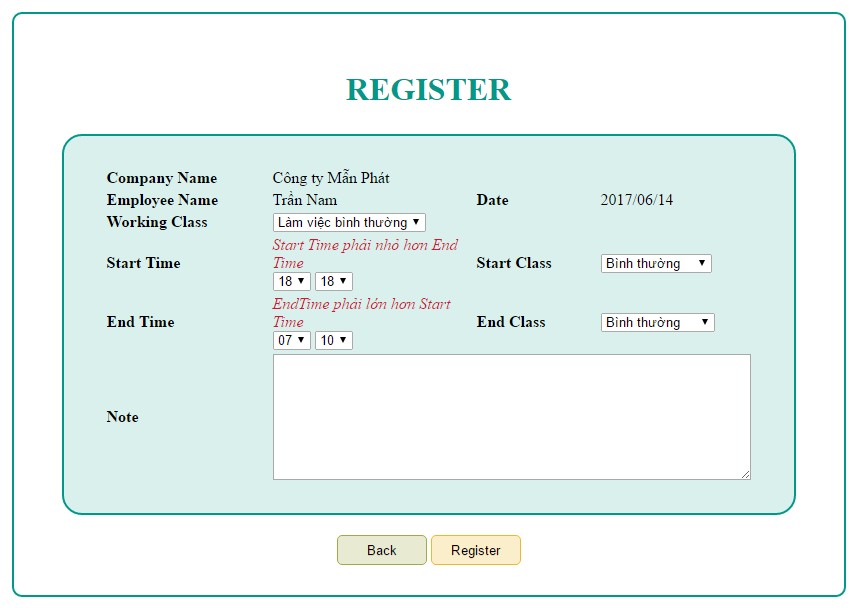 REGISTER
Company Name Công ty Mẫn Phát
Employee Name Trần Nam Date 2017/06/14
Working Class Làm việc bình thường
Start Time phải nhỏ hơn End
Time
Start Time 18 18 Start Class Bình thường
EndTime phải lớn hơn Start
Time
End Time 07 10 End Class Bình thường
Note
Back Register